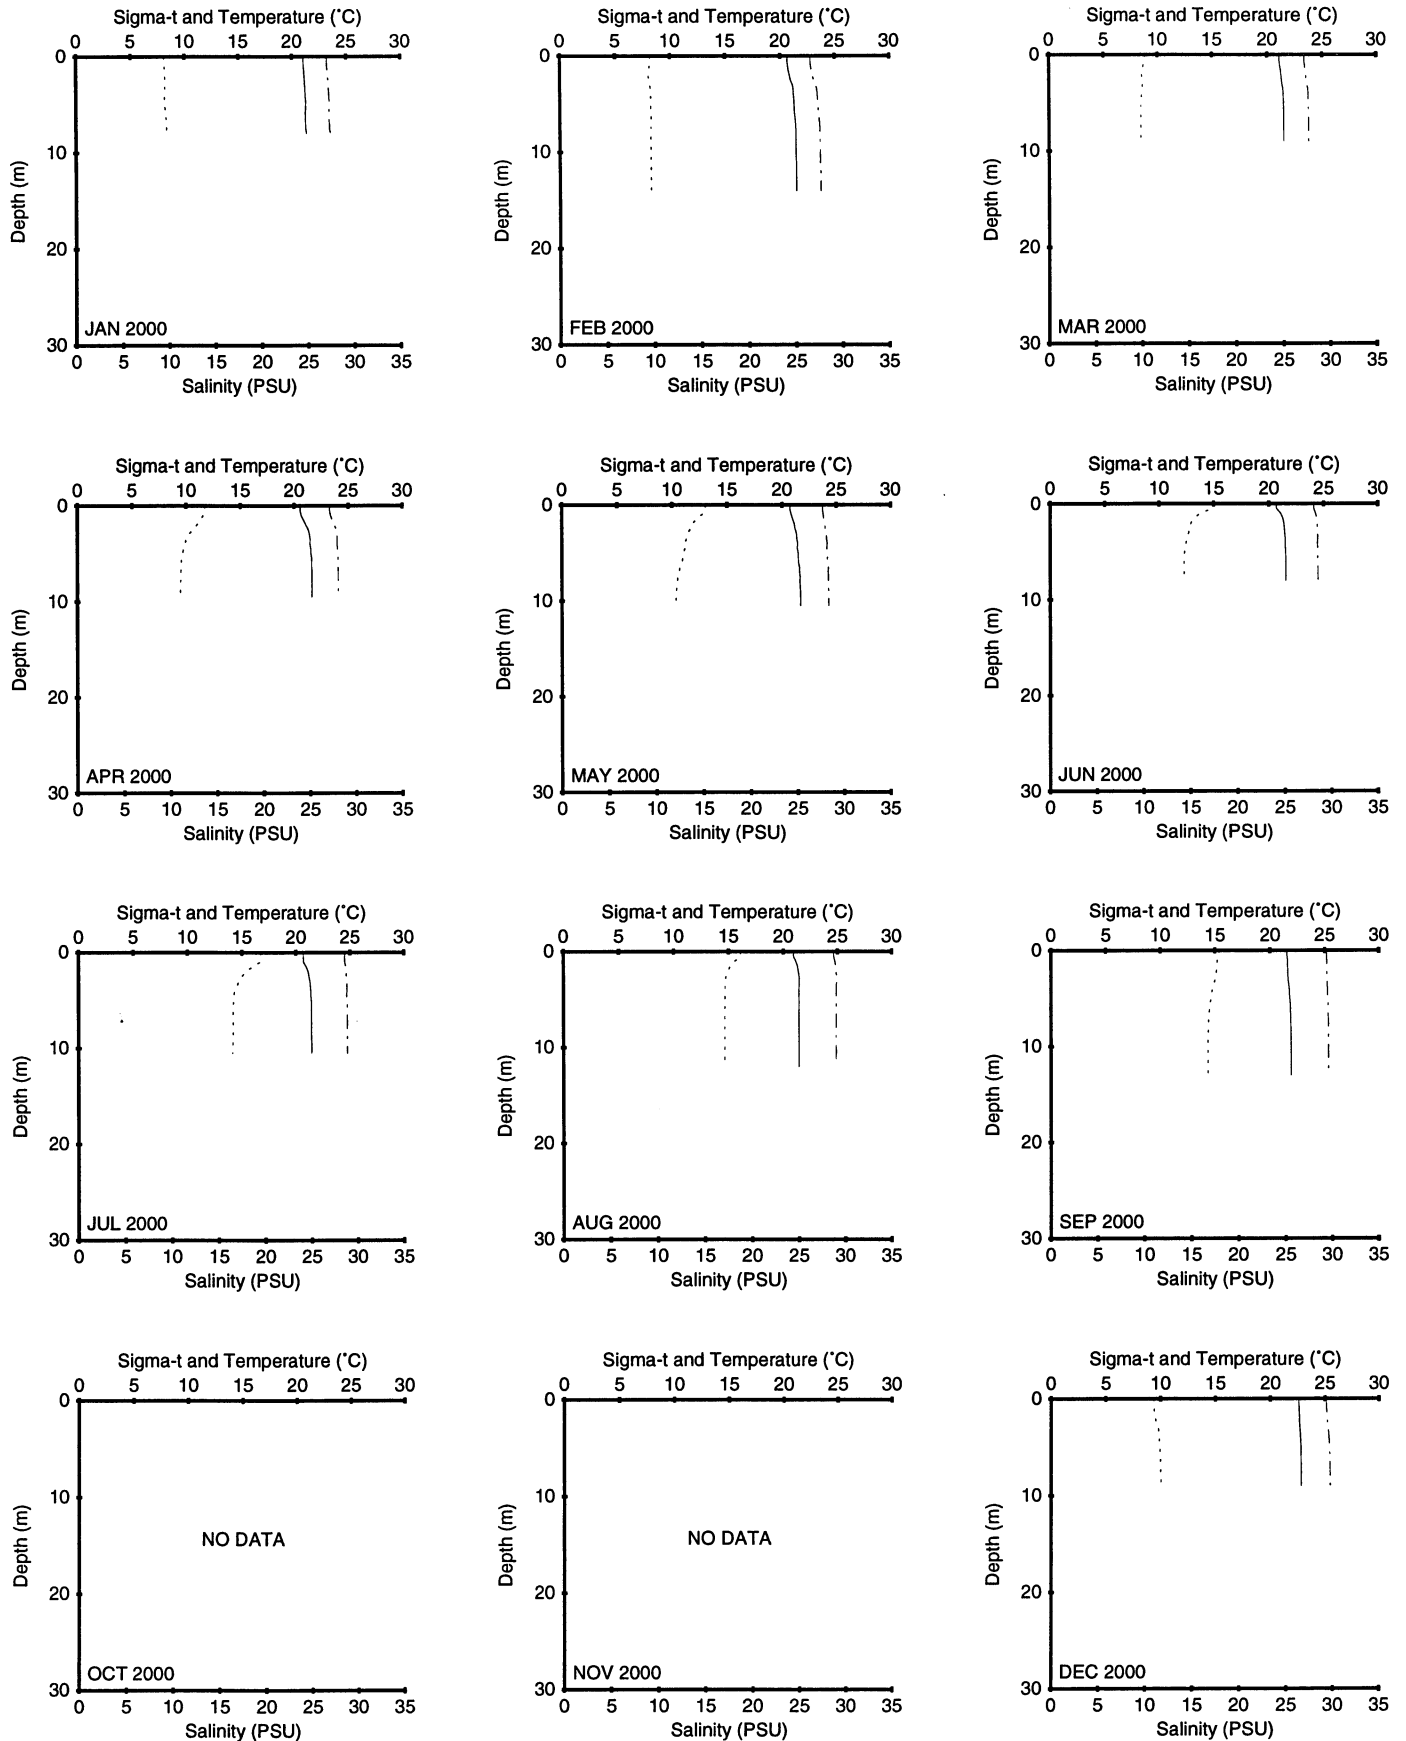 Sigma-t and Temperature (˚C)
0 5 10 15 20 25 30
0
10
20
30
Depth (m)
JAN 2000
0 5 10 15 20 25 30 35
Salinity (PSU)
Sigma-t and Temperature (˚C)
0 5 10 15 20 25 30
0
10
20
30
Depth (m)
FEB 2000
0 5 10 15 20 25 30 35
Salinity (PSU)
Sigma-t and Temperature (˚C)
0 5 10 15 20 25 30
0
10
20
30
Depth (m)
MAR 2000
0 5 10 15 20 25 30 35
Salinity (PSU)
Sigma-t and Temperature (˚C)
0 5 10 15 20 25 30
0
10
20
30
Depth (m)
APR 2000
0 5 10 15 20 25 30 35
Salinity (PSU)
Sigma-t and Temperature (˚C)
0 5 10 15 20 25 30
0
10
20
30
Depth (m)
MAY 2000
0 5 10 15 20 25 30 35
Salinity (PSU)
Sigma-t and Temperature (˚C)
0 5 10 15 20 25 30
0
10
20
30
Depth (m)
JUN 2000
0 5 10 15 20 25 30 35
Salinity (PSU)
Sigma-t and Temperature (˚C)
0 5 10 15 20 25 30
0
10
20
30
Depth (m)
JUL 2000
0 5 10 15 20 25 30 35
Salinity (PSU)
Sigma-t and Temperature (˚C)
0 5 10 15 20 25 30
0
10
20
30
Depth (m)
AUG 2000
0 5 10 15 20 25 30 35
Salinity (PSU)
Sigma-t and Temperature (˚C)
0 5 10 15 20 25 30
0
10
20
30
Depth (m)
SEP 2000
0 5 10 15 20 25 30 35
Salinity (PSU)
Sigma-t and Temperature (˚C)
0 5 10 15 20 25 30
0
10
20
30
Depth (m)
NO DATA
OCT 2000
0 5 10 15 20 25 30 35
Salinity (PSU)
Sigma-t and Temperature (˚C)
0 5 10 15 20 25 30
0
10
20
30
Depth (m)
NO DATA
NOV 2000
0 5 10 15 20 25 30 35
Salinity (PSU)
Sigma-t and Temperature (˚C)
0 5 10 15 20 25 30
0
10
20
30
Depth (m)
DEC 2000
0 5 10 15 20 25 30 35
Salinity (PSU)